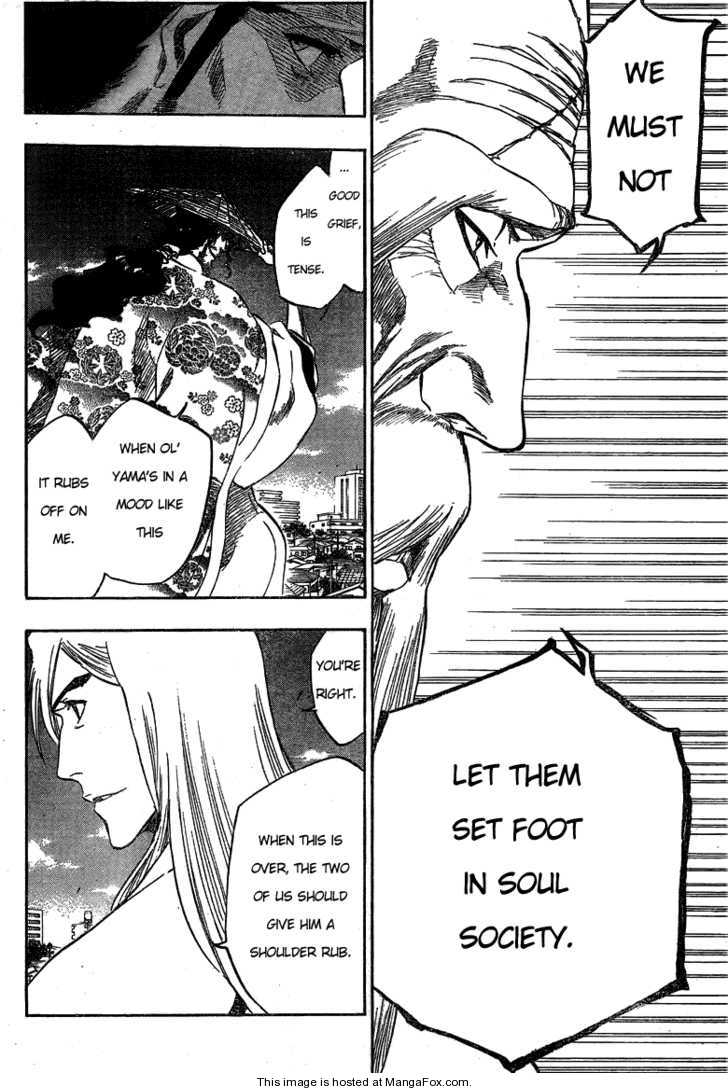 WE
MUST
NOT
LET THEM
SET FOOT
IN SOUL
SOCIETY.
...
GOOD
GRIEF,
THIS
IS
TENSE.
WHEN OL'
YAMA'S IN A
MOOD LIKE
THIS
IT RUBS
OFF ON
ME.
YOU'RE
RIGHT.
WHEN THIS IS
OVER, THE TWO
OF US SHOULD
GIVE HIM A
SHOULDER RUB.
This image is hosted at MangaFox.com.